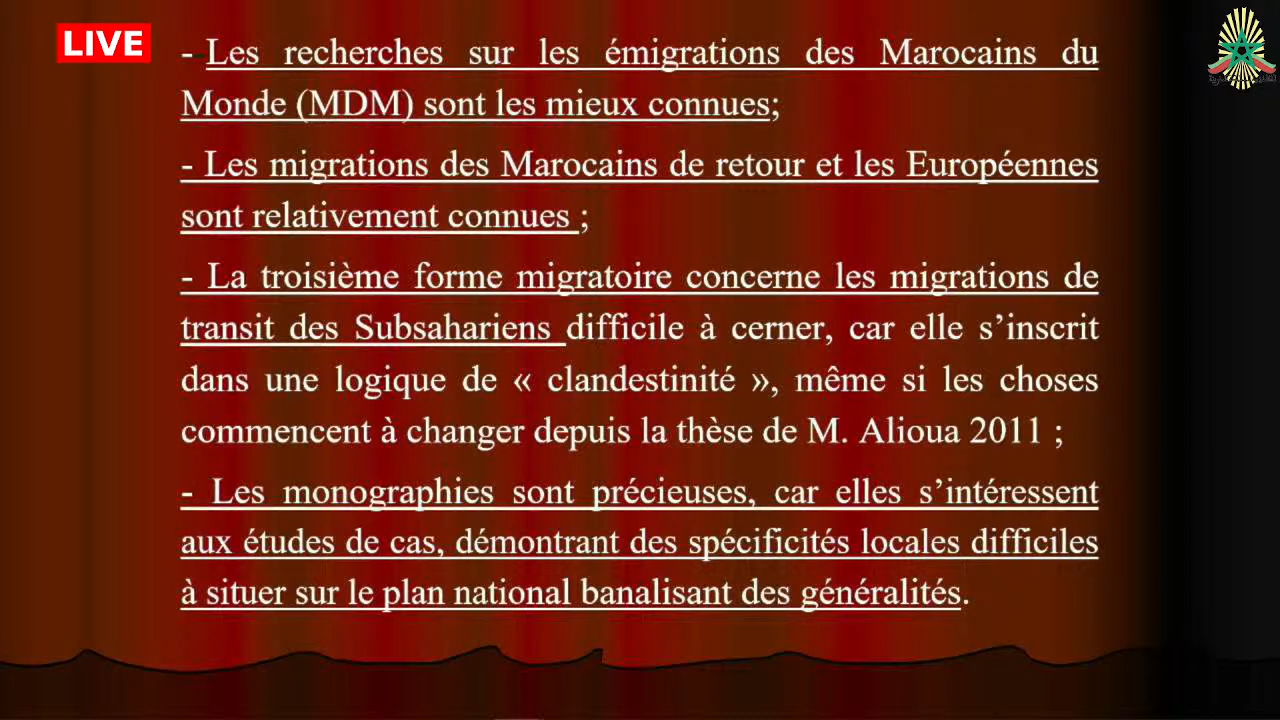 LIVE
- Les recherches sur les émigrations des Marocains du
Monde (MDM) sont les mieux connues;
- Les migrations des Marocains de retour et les Européennes
sont relativement connues ;
- La troisième forme migratoire concerne les migrations de
transit des Subsahariens difficile à cerner, car elle s’inscrit
dans une logique de « clandestinité », même si les choses
commencent à changer depuis la thèse de M. Alioua 2011 ;
- Les monographies sont précieuses, car elles s’intéressent
aux études de cas, démontrant des spécificités locales difficiles
à situer sur le plan national banalisant des généralités.